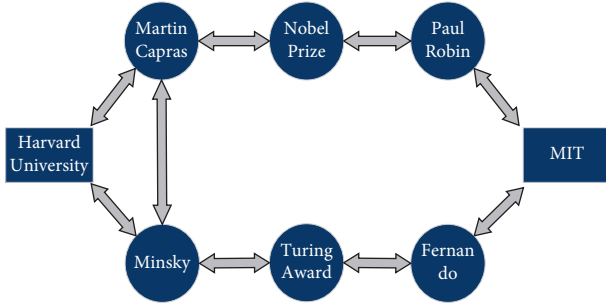 Martin
Capras
Nobel
Prize
Paul
Robin
Harvard
University
MIT
Minsky
Turing
Award
Fernan
do